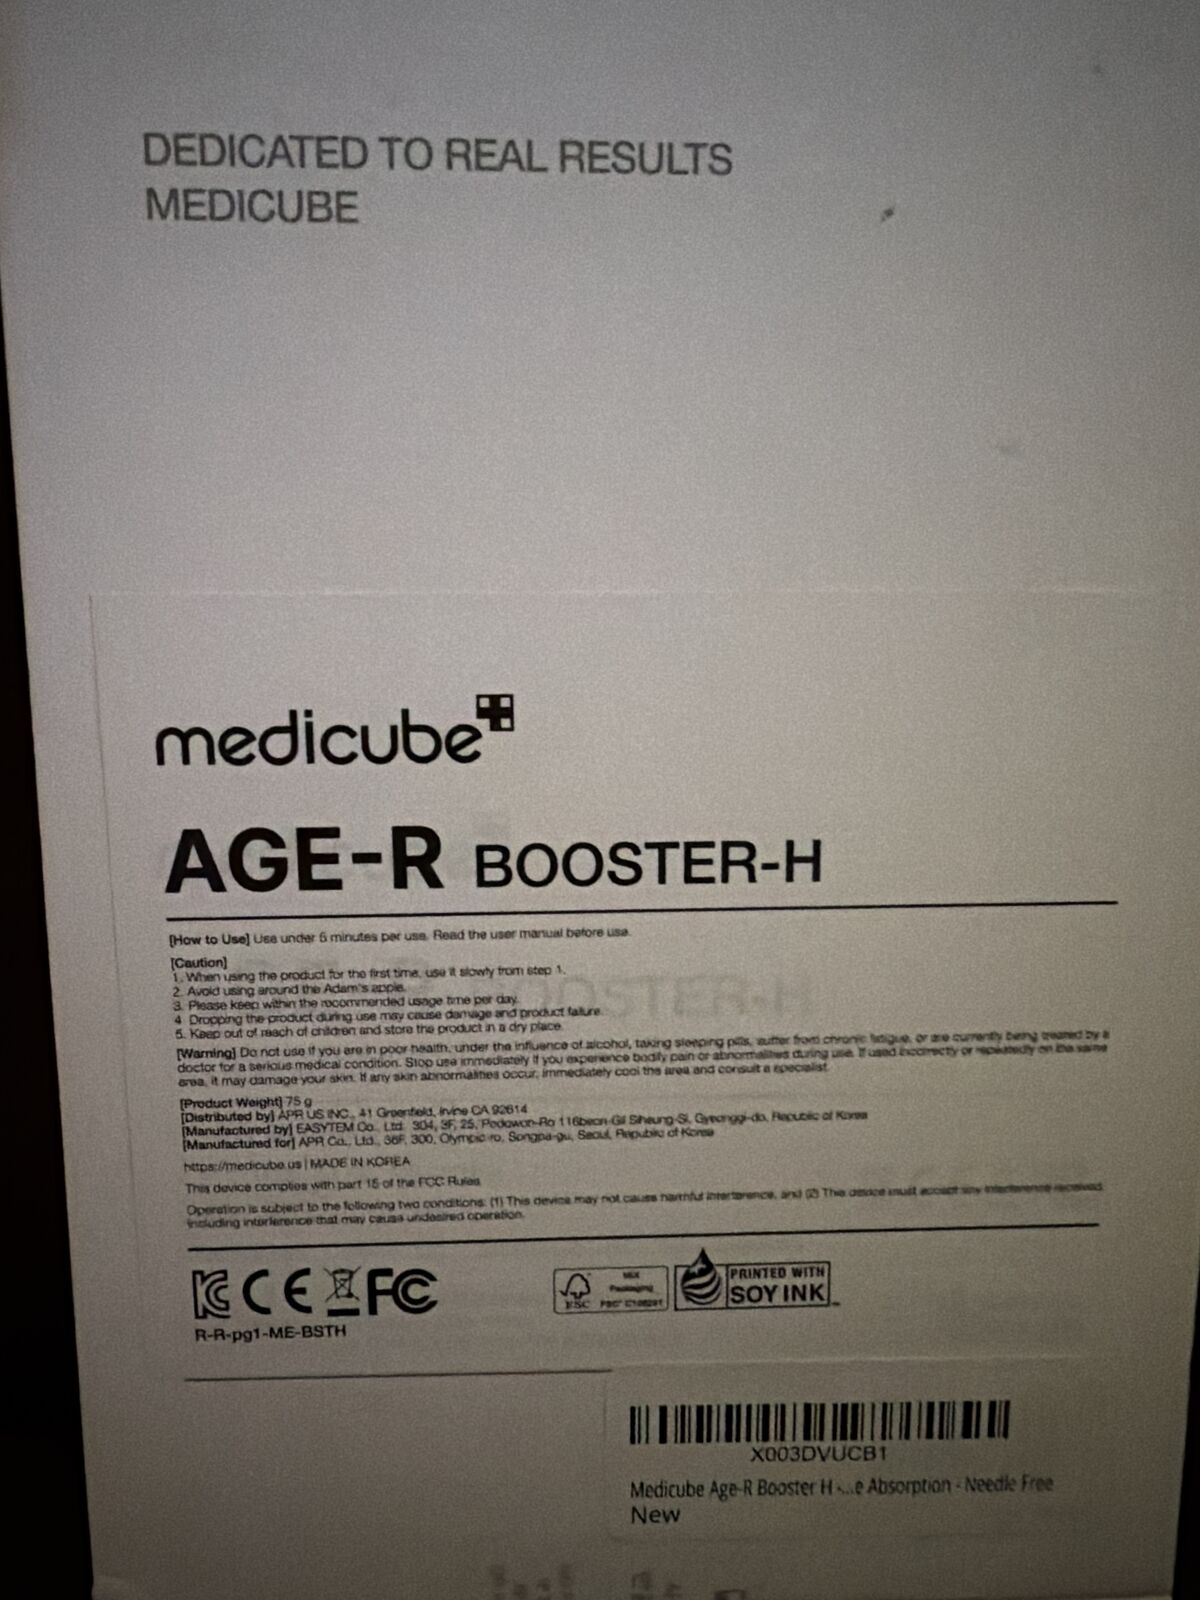 DEDICATED TO REAL RESULTS
MEDICUBE
medicube
AGE-R BOOSTER-H
[How to Use] Use under 5 minutes per use. Read the user manual before use.
[Caution]
1. When using the product for the first time, use it slowly from step 1.
2. Avoid using around the Adam's apple.
3. Please keep within the recommended usage time per day.
4. Dropping the product during use may cause damage and product failure.
5. Keep out of reach of children and store the product in a dry place.
[Warning] Do not use if you are in poor health, under the influence of alcohol, taking sleeping pills, suffer from chronic fatigue, or are currently being treated by a
doctor for a serious medical condition. Stop use immediately if you experience bodily pain or abnormalities during use. If used incorrectly or repeatedly on the same
area, it may damage your skin. If any skin abnormalities occur, immediately cool the area and consult a specialist.
[Product Weight] 75 g
[Distributed by] APR US INC., 41 Greenfield, Irvine CA 92614
[Manufactured by] EASYTEM Co., Ltd. 304, 3F, 25, Siheung-Si, Gyeonggi-do, Republic of Korea
[Manufactured for] APR Co., Ltd., 36F, 300, Olympic-ro, Songpa-gu, Seoul, Republic of Korea
https://medicube.us | MADE IN KOREA
This device complies with part 15 of the FCC Rules
Operation is subject to the following two conditions: (1) This device may not cause harmful interference, and (2) This device must accept any interference received
including interference that may cause undesired operation.
CE FC
R-R-pg1-ME-BSTH
FSC
MIX
Packaging
PRINTED WITH
SOY INK
X003DVUCB1
Medicube Age-R Booster H -...e Absorption - Needle Free
New